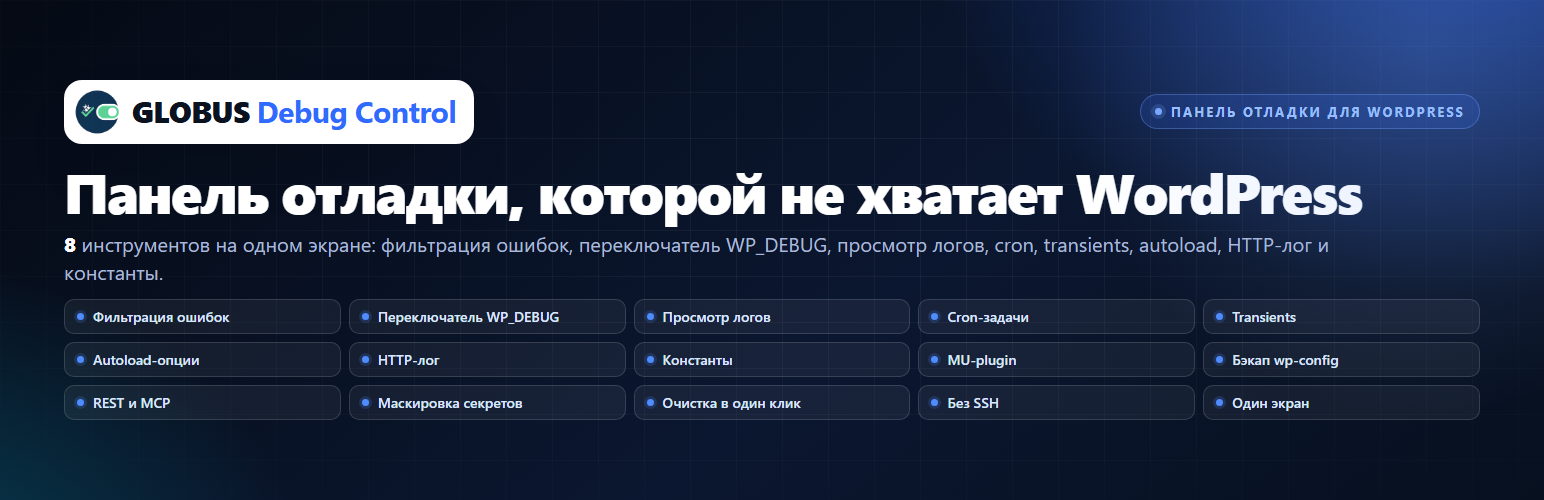 GLOBUS Debug Control
ПАНЕЛЬ ОТЛАДКИ ДЛЯ WORDPRESS
Панель отладки, которой не хватает WordPress
8 инструментов на одном экране: фильтрация ошибок, переключатель WP_DEBUG, просмотр логов, cron, transients, autoload, HTTP-лог и
константы.
Фильтрация ошибок
Переключатель WP_DEBUG
Просмотр логов
Cron-задачи
Transients
Autoload-опции
HTTP-лог
Константы
MU-plugin
Бэкап wp-config
REST и MCP
Маскировка секретов
Очистка в один клик
Без SSH
Один экран